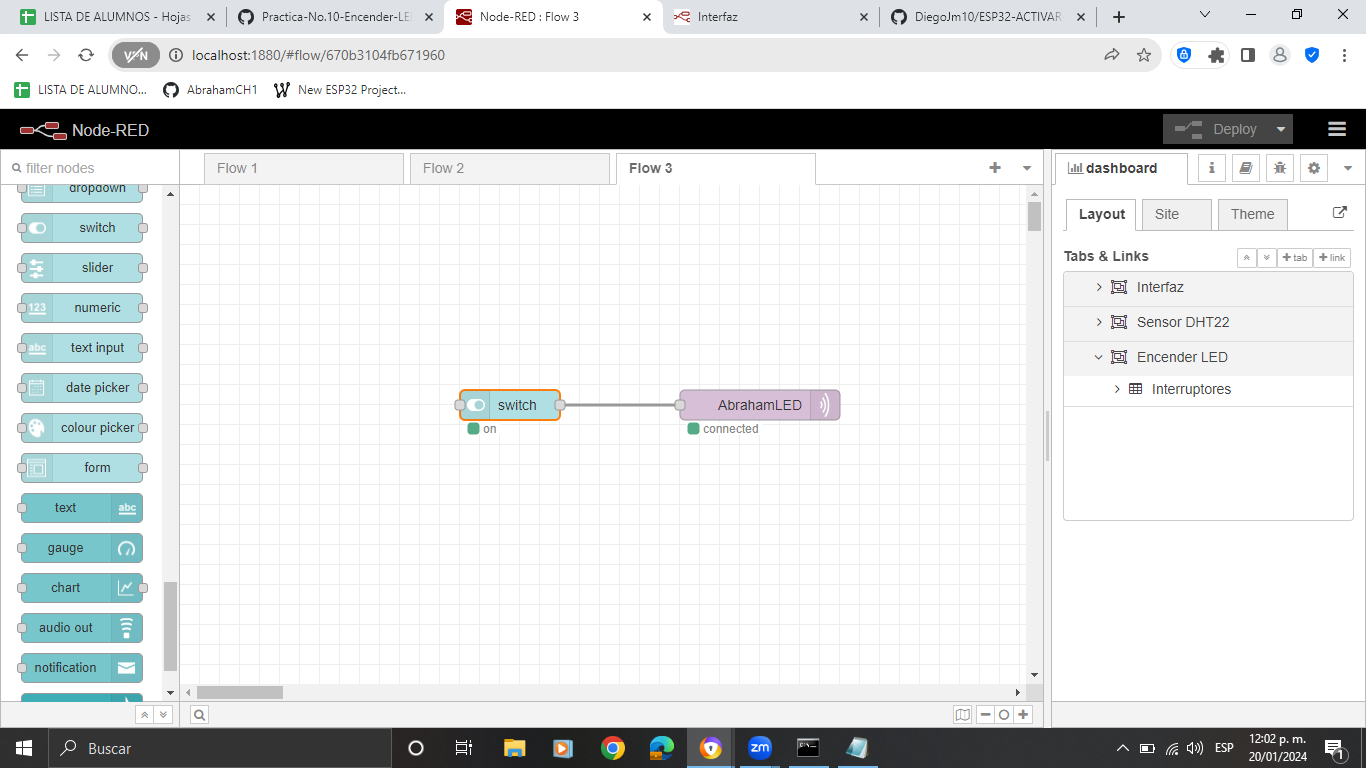 LISTA DE ALUMNOS - Hojas
Practica-No.10-Encender-LE
Node-RED : Flow 3
Interfaz
DiegoJm10/ESP32-ACTIVAR
VPN
localhost:1880/#flow/670b3104fb671960
LISTA DE ALUMNO...
AbrahamCH1
New ESP32 Project...
Node-RED
Deploy
filter nodes
Flow 1
Flow 2
Flow 3
dashboard
dropdown
switch
slider
123
numeric
abc
text input
date picker
colour picker
form
text
abc
gauge
chart
audio out
notification
switch
on
AbrahamLED
connected
Layout
Site
Theme
Tabs & Links
tab
link
Interfaz
Sensor DHT22
Encender LED
Interruptores
Buscar
zm
ESP
12:02 p. m.
20/01/2024
1